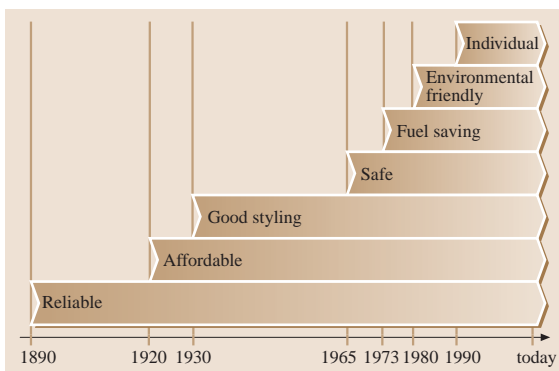 Individual
Environmental
friendly
Fuel saving
Safe
Good styling
Affordable
Reliable
1890 1920 1930 1965 1973 1980 1990 today